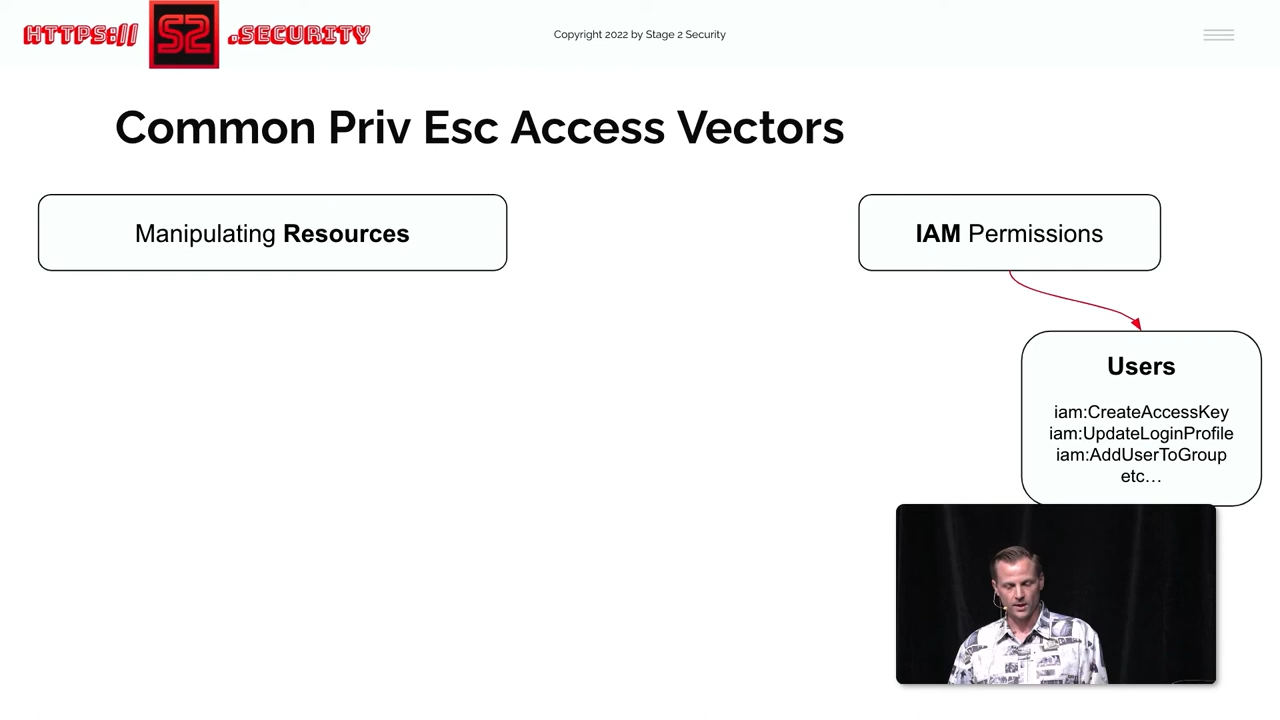 HTTPS:// S2 .SECURITY
Copyright 2022 by Stage 2 Security
Common Priv Esc Access Vectors
Manipulating Resources
IAM Permissions
Users
iam:CreateAccessKey
iam:UpdateLoginProfile
iam:AddUserToGroup
etc…